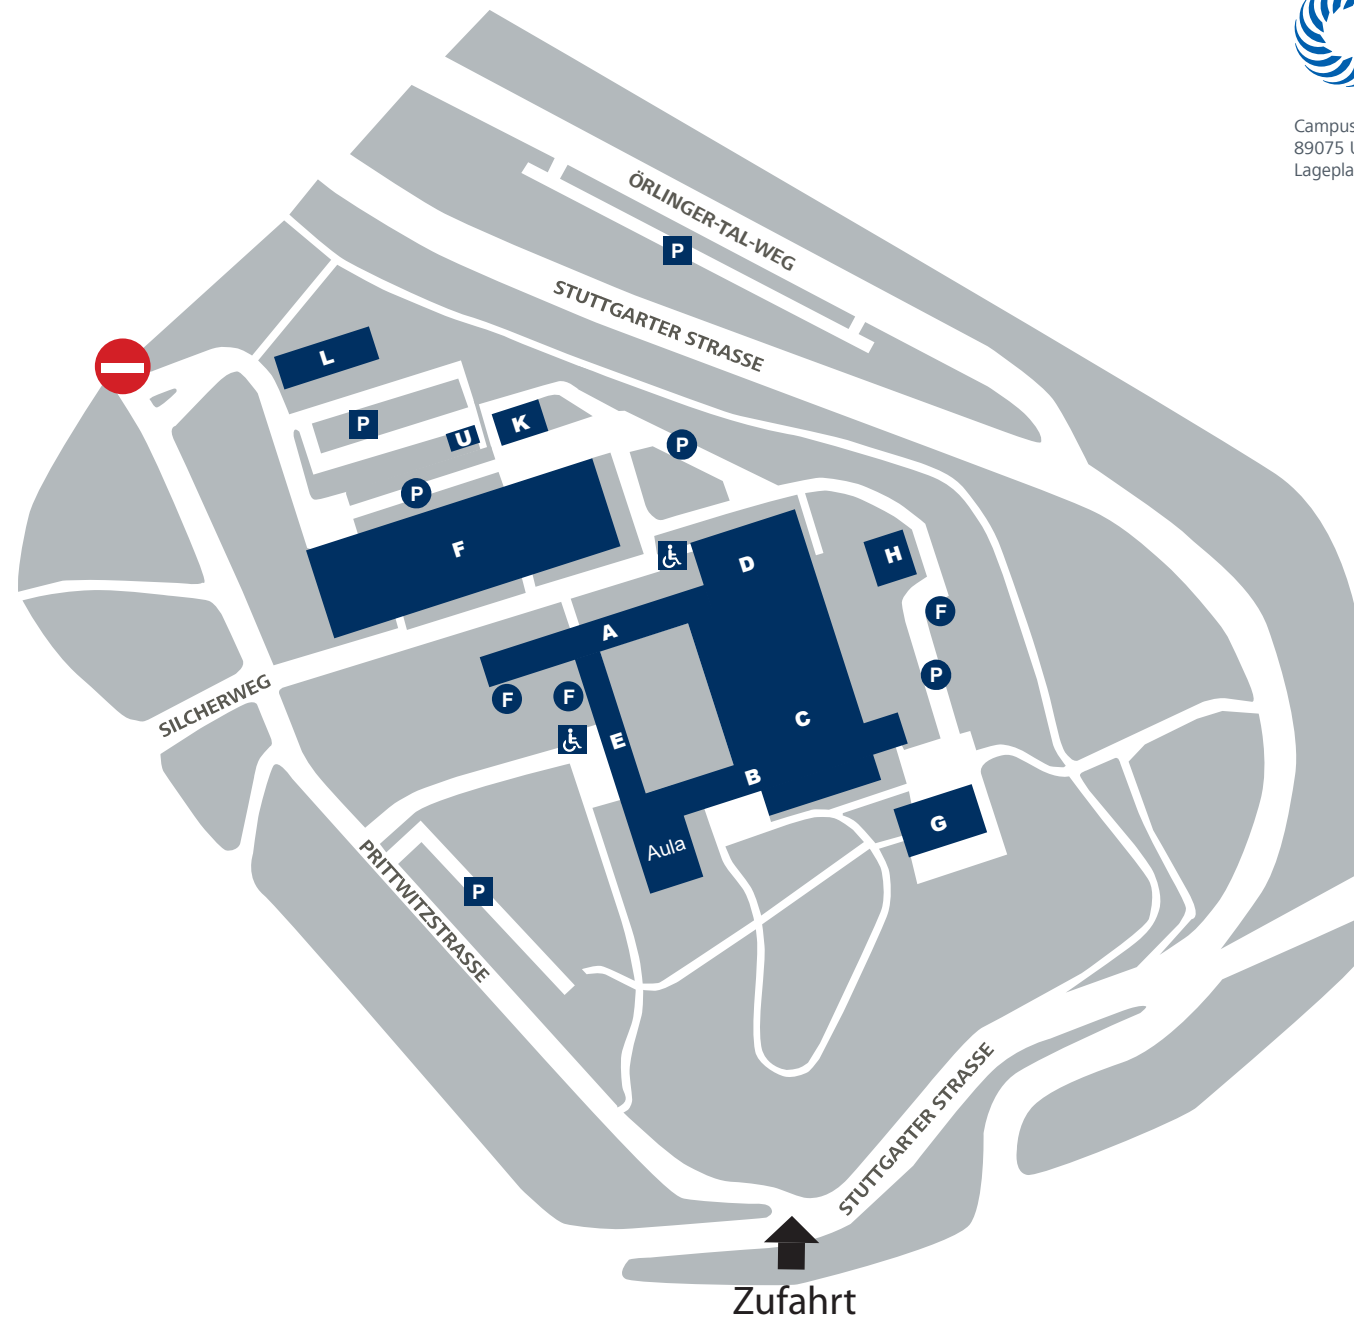 Campus
89075 U
Lagepla
ÖRLINGER-TAL-WEG
P
STUTTGARTER STRASSE
L
P
U
K
P
P
F
D
H
A
F
F
F
P
SILCHERWEG
C
E
B
G
Aula
P
PRITTWITZSTRASSE
STUTTGARTER STRASSE
Zufahrt